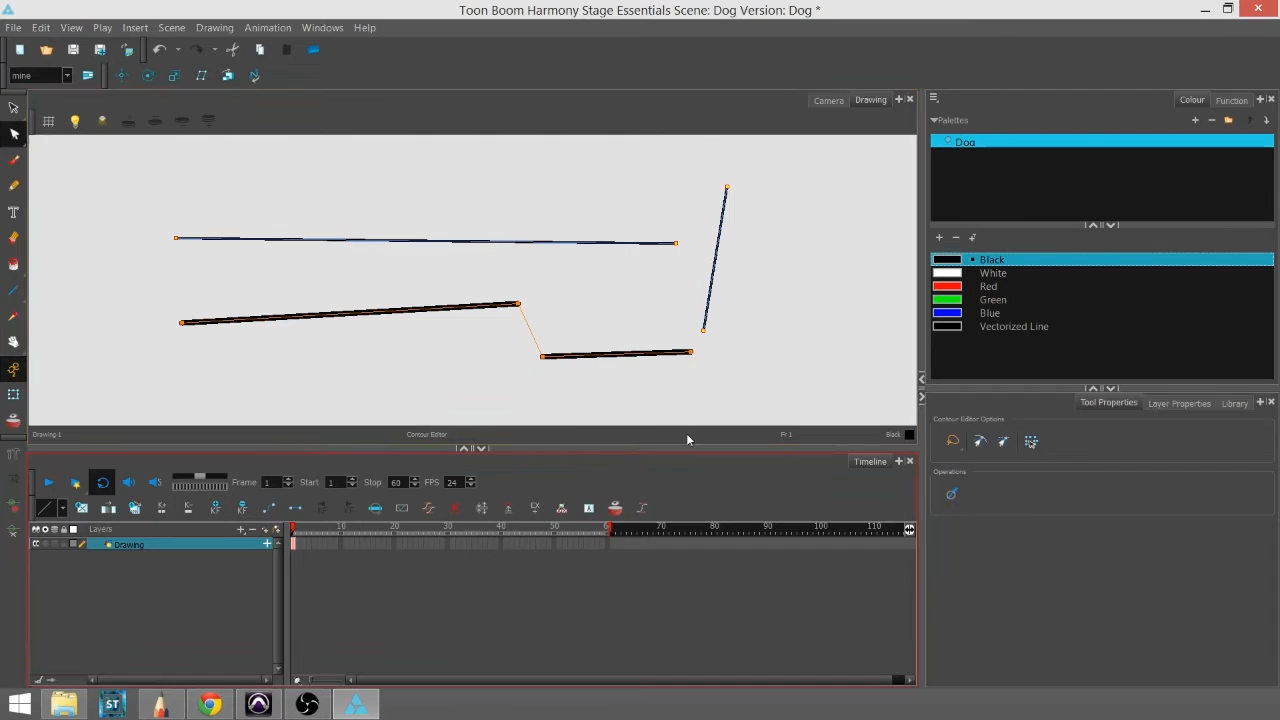 Toon Boom Harmony Stage Essentials Scene: Dog Version: Dog *
File Edit View Play Insert Scene Drawing Animation Windows Help
mine
Camera Drawing
Colour Function
Palettes
Dog
Black
White
Red
Green
Blue
Vectorized Line
Drawing-1 Contour Editor Fr 1 Black
Tool Properties Layer Properties Library
Contour Editor Options
Operations
Timeline
Frame 1 Start 1 Stop 60 FPS 24
Layers 10 20 30 40 50 6 70 80 90 100 110
Drawing
ST